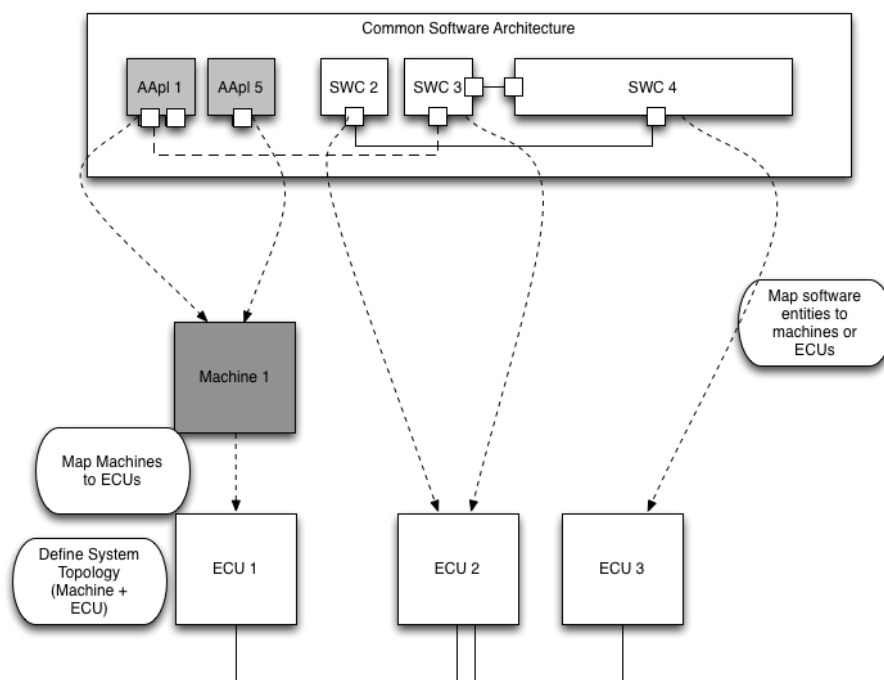 Common Software Architecture
AApl 1
AApl 5
SWC 2
SWC 3
SWC 4
Map software
entities to
machines or
ECUs
Machine 1
Map Machines
to ECUs
Define System
Topology
(Machine +
ECU)
ECU 1
ECU 2
ECU 3